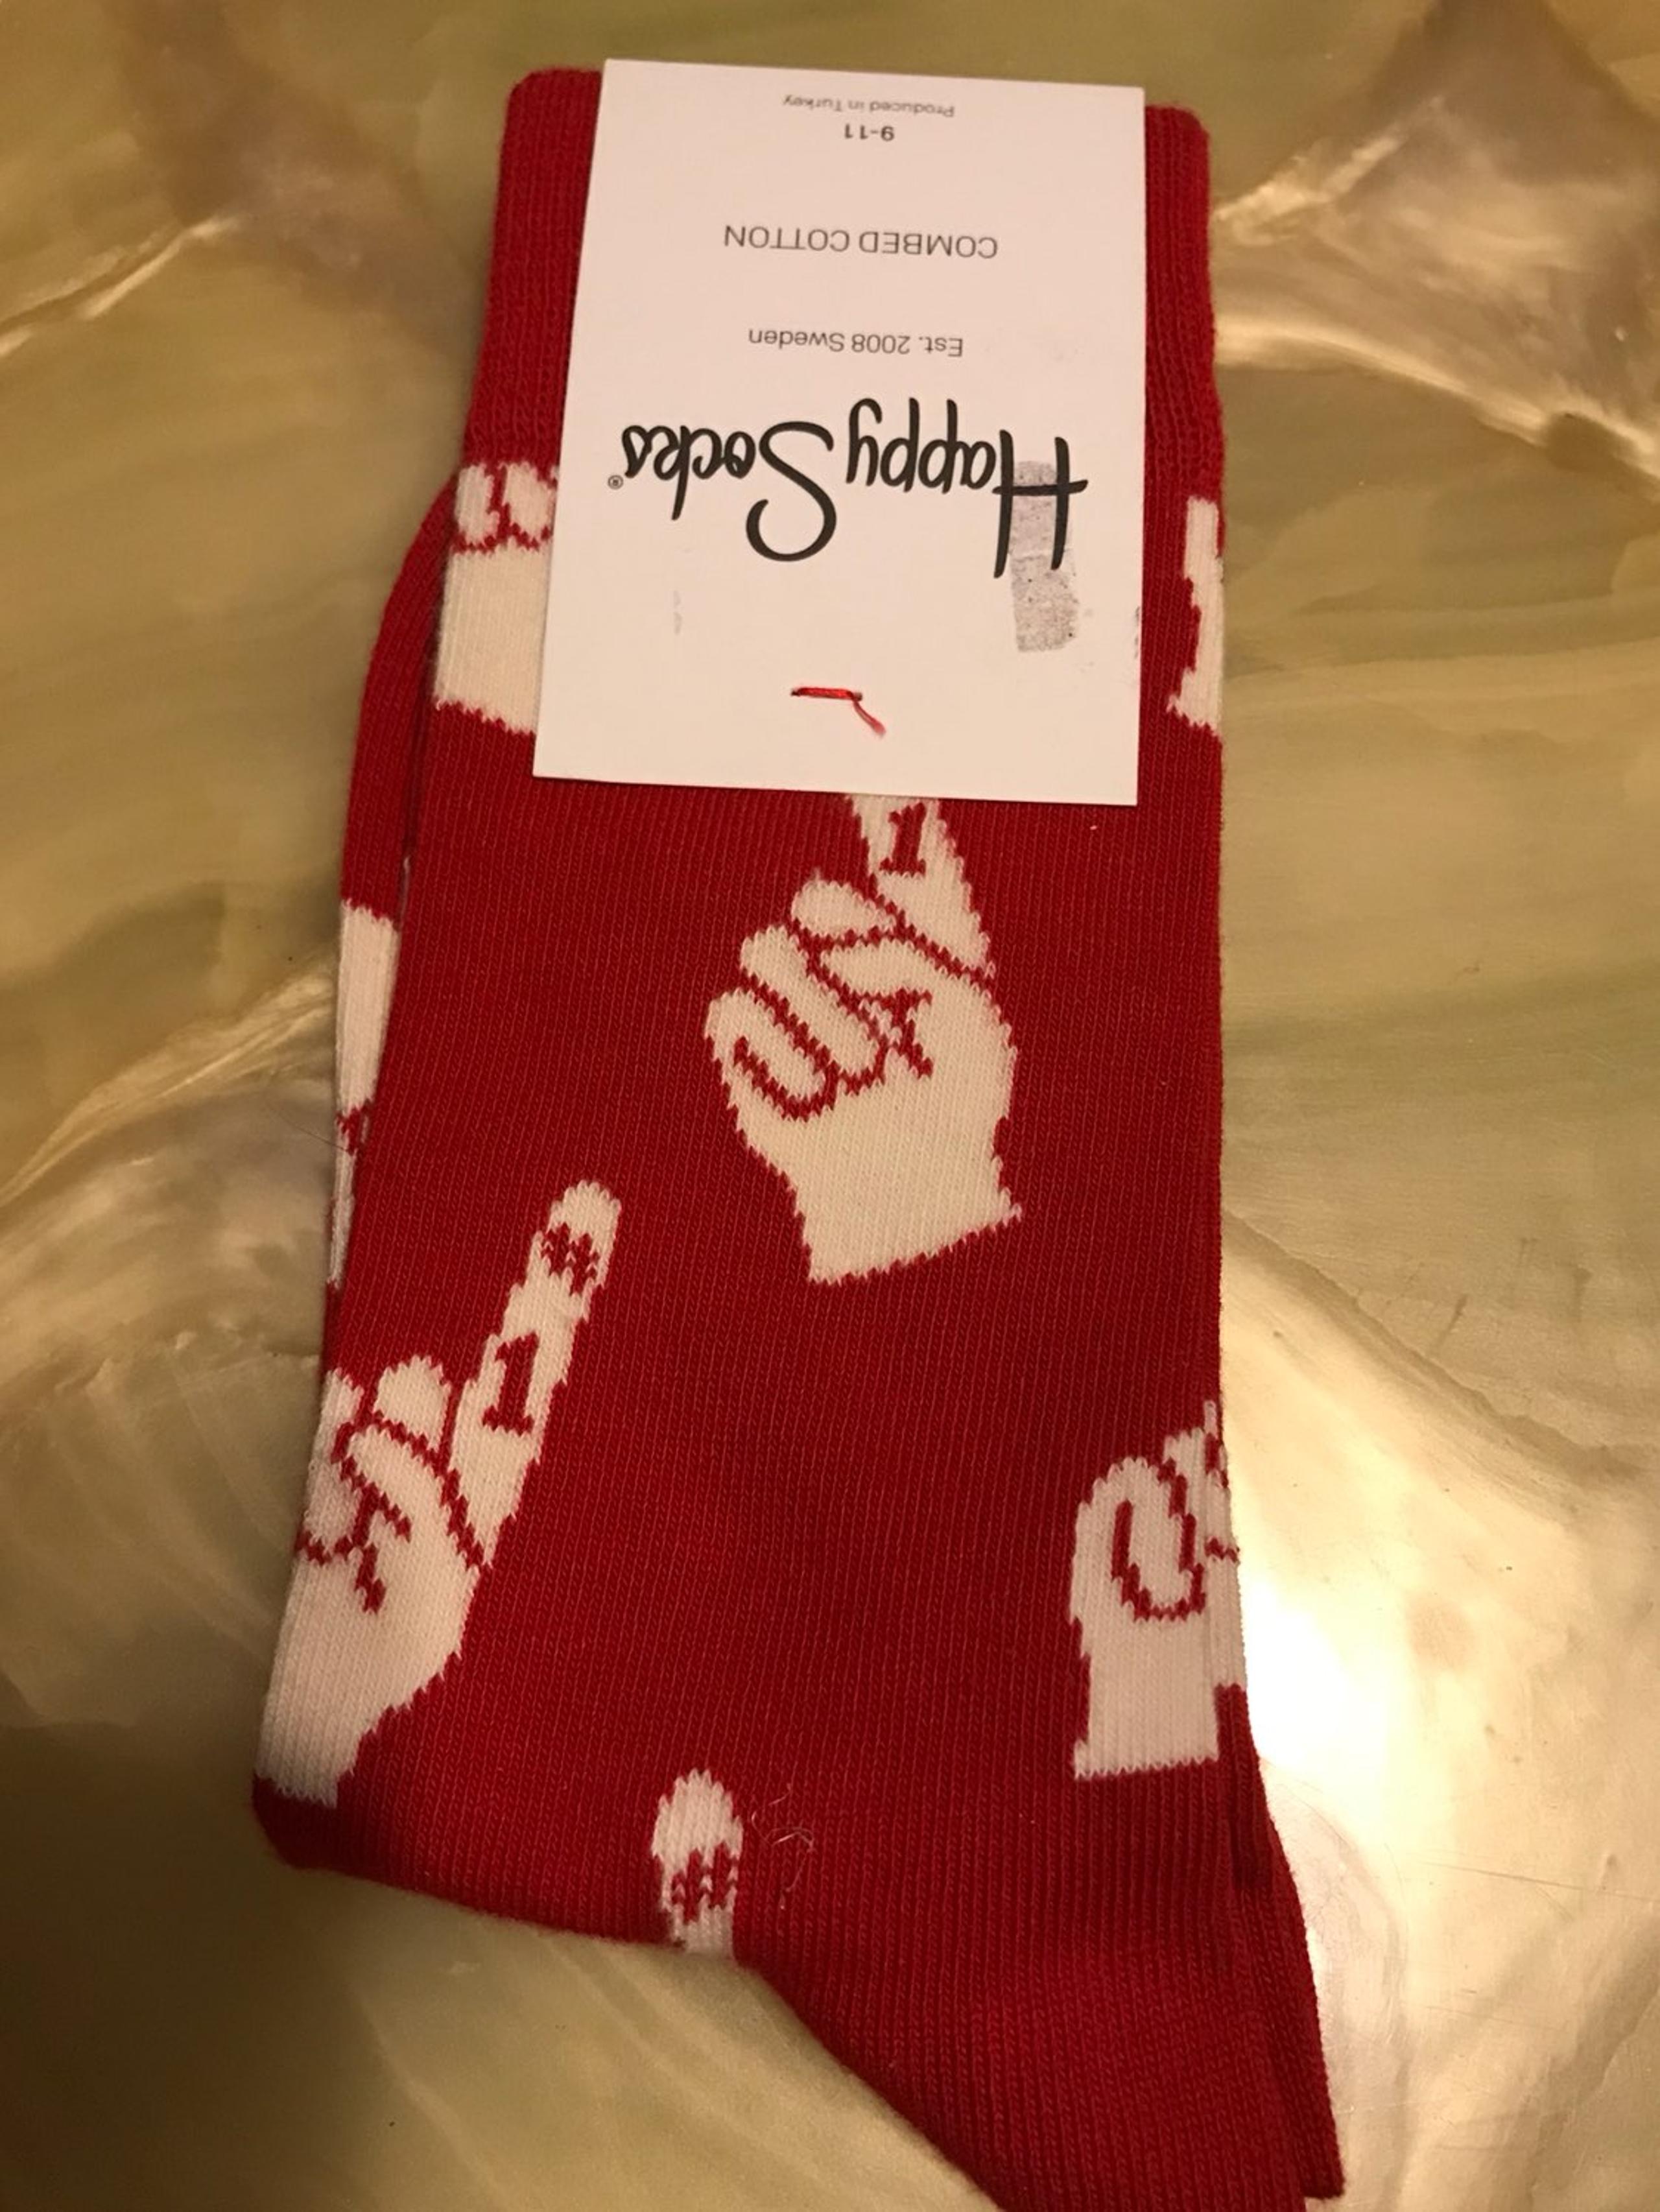 Happy Socks®
Est. 2008 Sweden
COMBED COTTON
9-11
Produced in Turkey
1
#
1
#